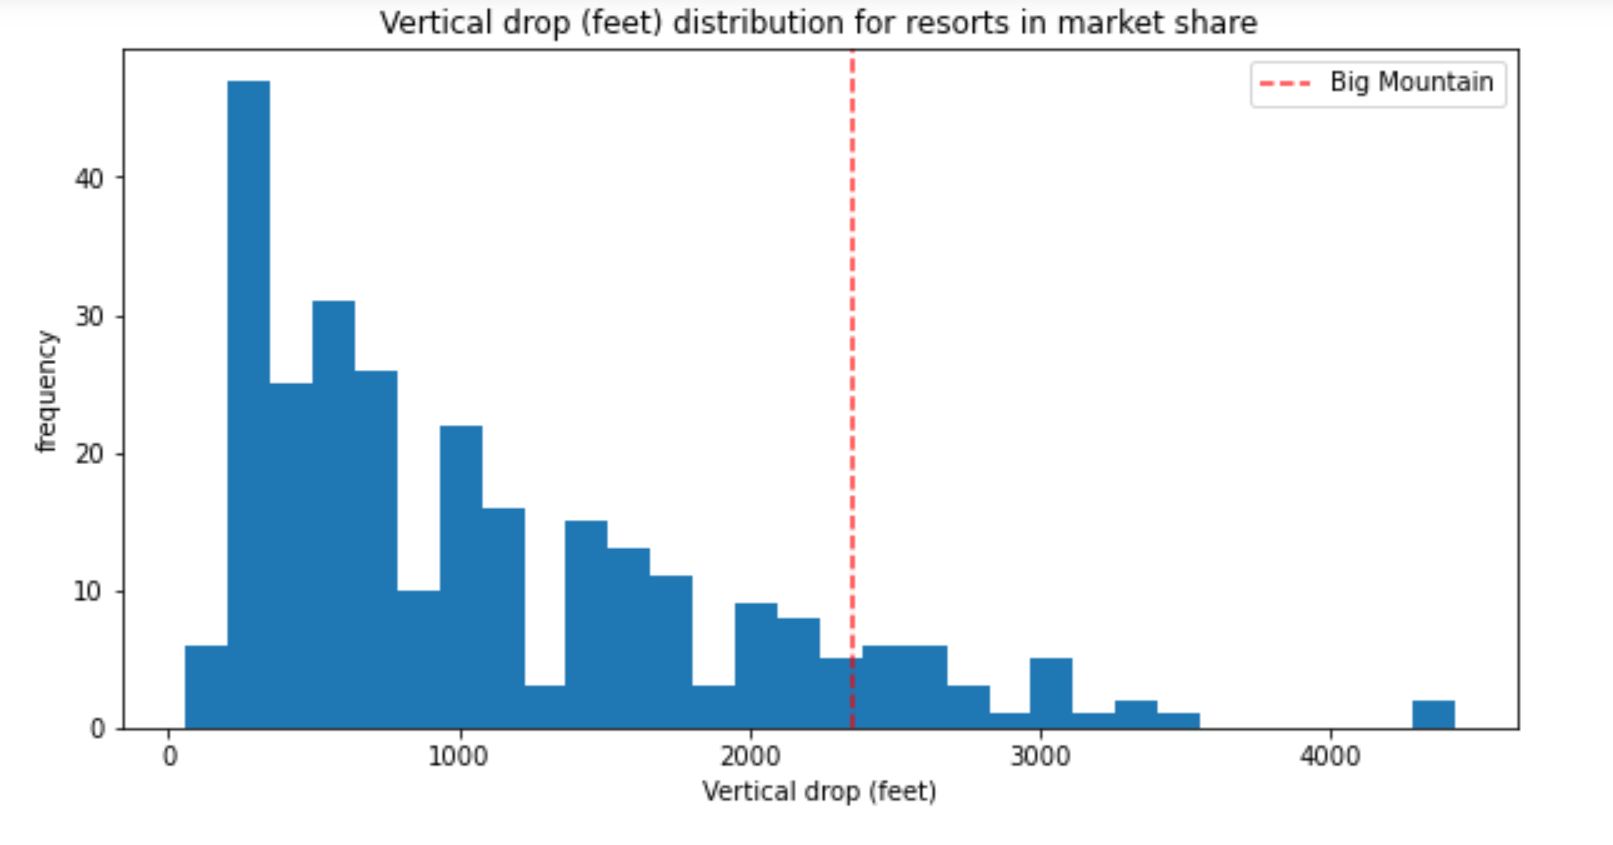 Vertical drop (feet) distribution for resorts in market share
Big Mountain
40
30
20
10
0
frequency
0 1000 2000 3000 4000
Vertical drop (feet)